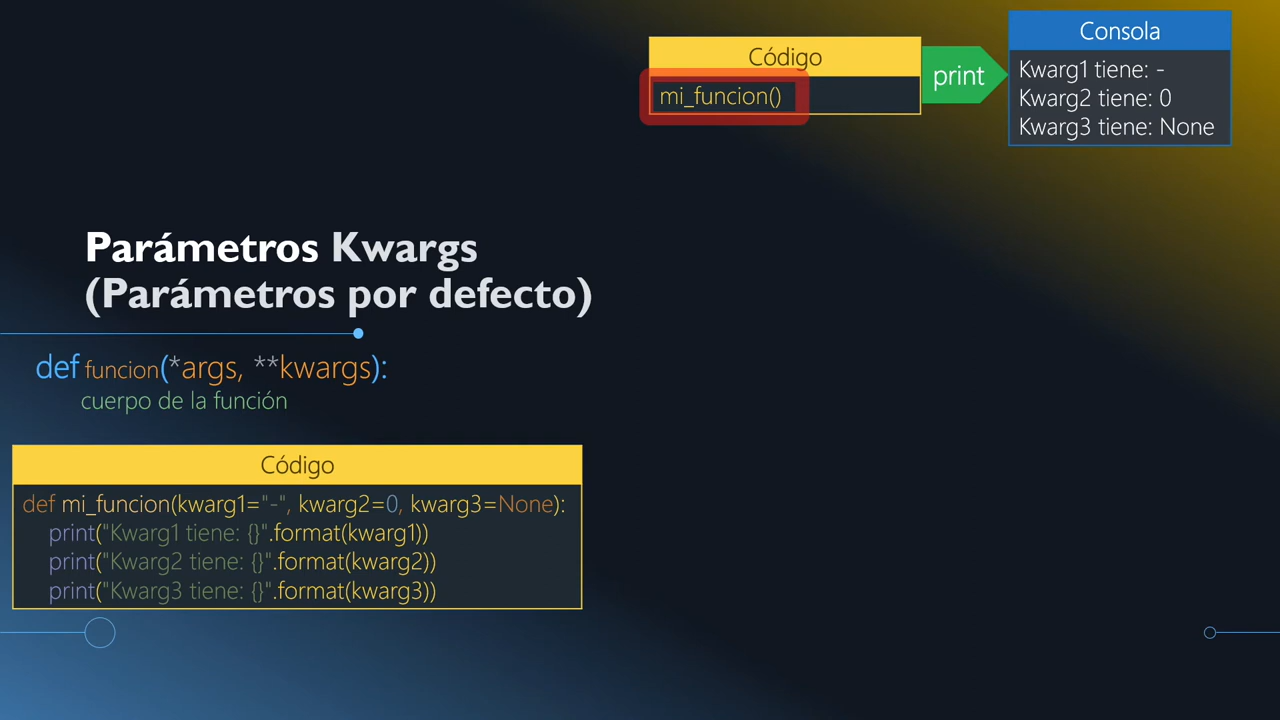 Código
mi_funcion()
print
Consola
Kwarg1 tiene: -
Kwarg2 tiene: 0
Kwarg3 tiene: None
Parámetros Kwargs
(Parámetros por defecto)
def funcion(*args, **kwargs):
cuerpo de la función
Código
def mi_funcion(kwarg1="-", kwarg2=0, kwarg3=None):
print("Kwarg1 tiene: {}".format(kwarg1))
print("Kwarg2 tiene: {}".format(kwarg2))
print("Kwarg3 tiene: {}".format(kwarg3))